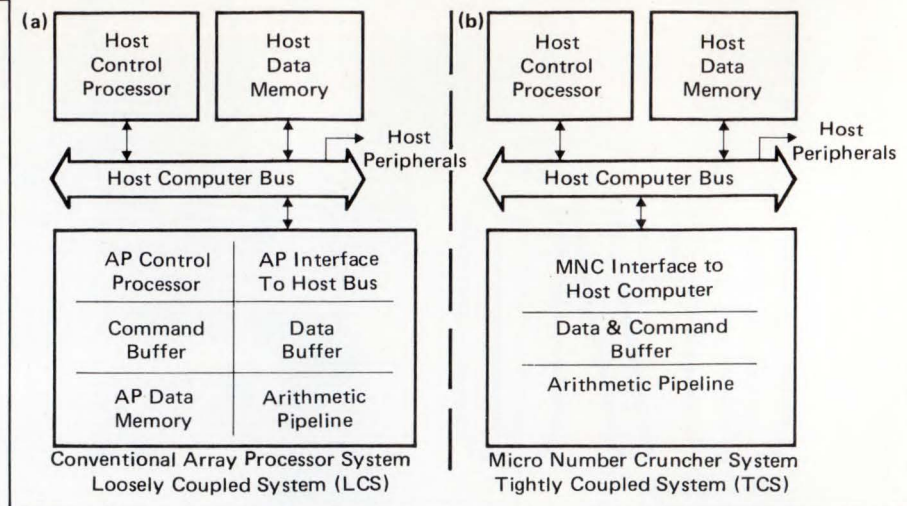 (a)
Host
Control
Processor
Host
Data
Memory
Host
Peripherals
Host Computer Bus
AP Control
Processor
AP Interface
To Host Bus
Command
Buffer
Data
Buffer
AP Data
Memory
Arithmetic
Pipeline
Conventional Array Processor System
Loosely Coupled System (LCS)
(b)
Host
Control
Processor
Host
Data
Memory
Host
Peripherals
Host Computer Bus
MNC Interface to
Host Computer
Data & Command
Buffer
Arithmetic Pipeline
Micro Number Cruncher System
Tightly Coupled System (TCS)